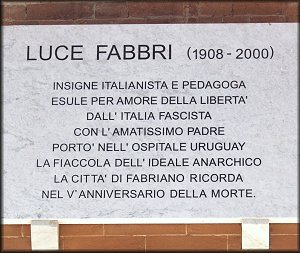 LUCE FABBRI (1908 - 2000)
INSIGNE ITALIANISTA E PEDAGOGA
ESULE PER AMORE DELLA LIBERTA'
DALL' ITALIA FASCISTA
CON L' AMATISSIMO PADRE
PORTO' NELL' OSPITALE URUGUAY
LA FIACCOLA DELL' IDEALE ANARCHICO
LA CITTA' DI FABRIANO RICORDA
NEL V° ANNIVERSARIO DELLA MORTE.